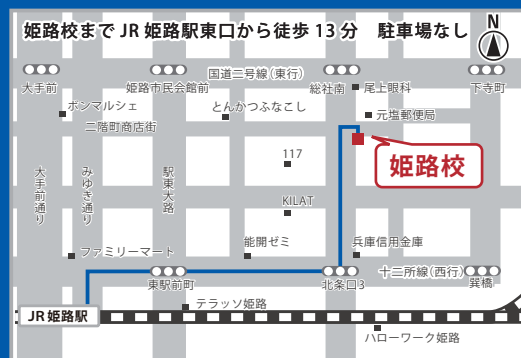 姫路校までJR姫路駅東口から徒歩13分　駐車場なし
N
国道二号線(東行)
大手前
姫路市民会館前
総社南
尾上眼科
下寺町
ボンマルシェ
とんかつふなこし
元塩郵便局
二階町商店街
姫路校
117
大手前通り
みゆき通り
駅東大路
KILAT
ファミリーマート
能開ゼミ
兵庫信用金庫
十二所線(西行)
東駅前町
北条口3
巽橋
テラッソ姫路
JR姫路駅
ハローワーク姫路